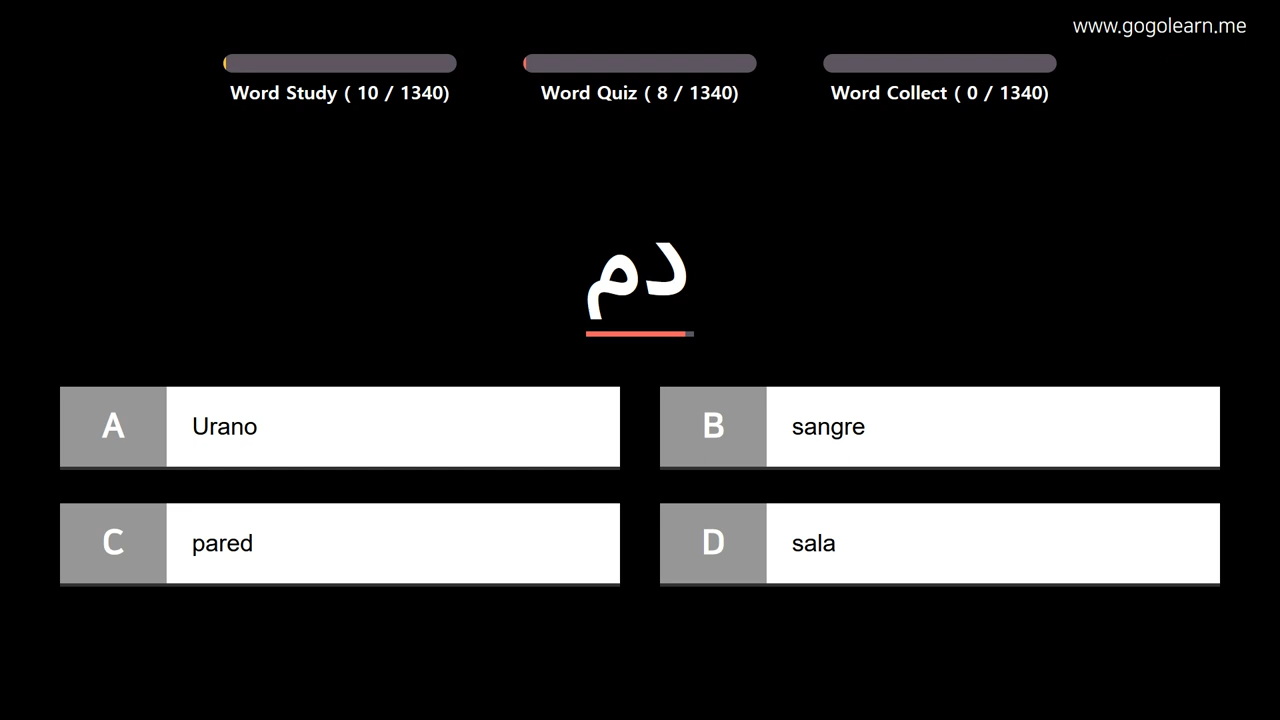 www.gogolearn.me
Word Study ( 10 / 1340)
Word Quiz ( 8 / 1340)
Word Collect ( 0 / 1340)
دم
A Urano
B sangre
C pared
D sala